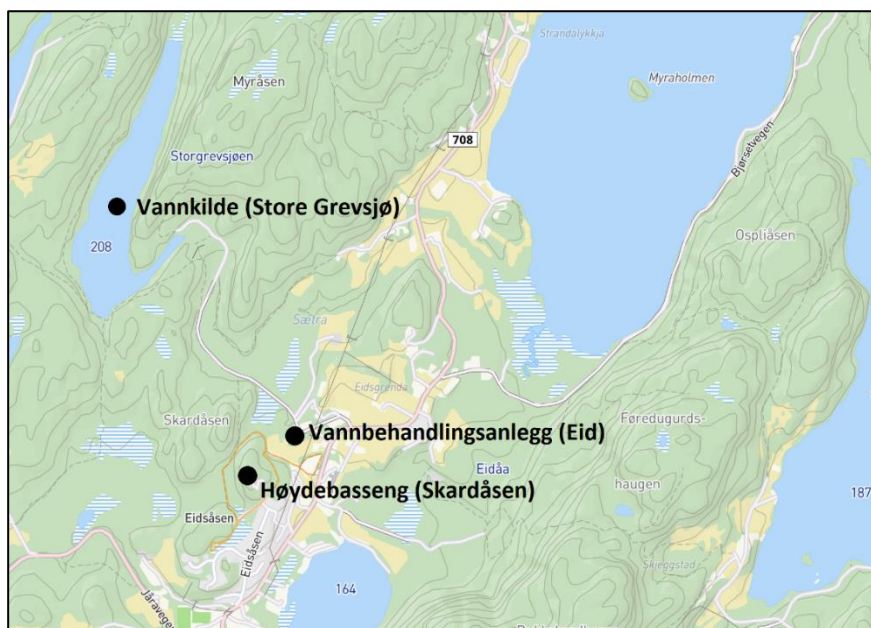 Strandalykkja
Myraholmen
Myråsen
708
Bjørsetvegen
Storgrevsjøen
Vannkilde (Store Grevsjø)
208
Ospliåsen
Sætra
Eidsgrenda
Skardåsen
Vannbehandlingsanlegg (Eid)
Føredugurds-
haugen
Eidåa
Høydebasseng (Skardåsen)
187
Eidsåsen
Eidsåsen
Skjeggstad
164
Jåravegen